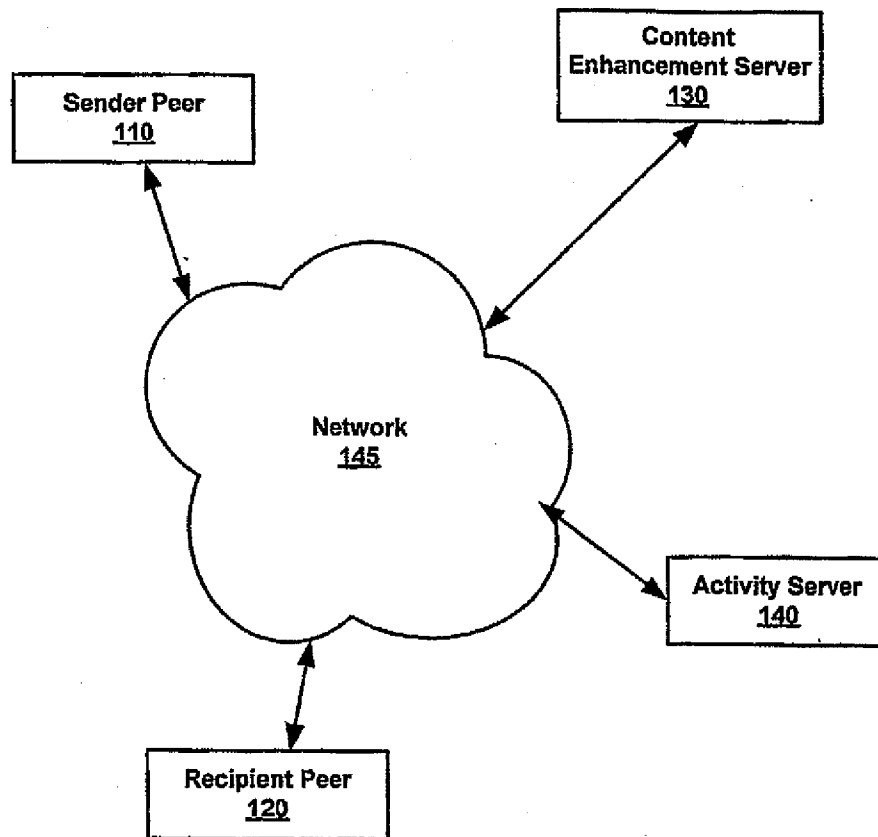 Content
Enhancement Server
130
Sender Peer
110
Network
145
Activity Server
140
Recipient Peer
120